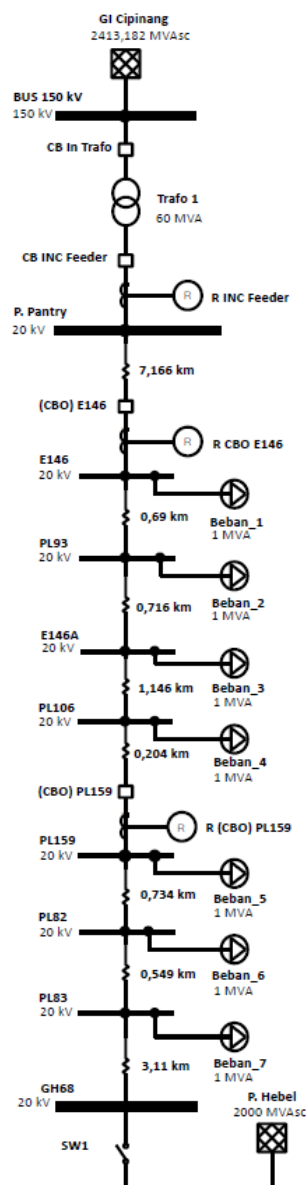 GI Cipinang
2413,182 MVAsc
BUS 150 kV
150 kV
CB In Trafo
Trafo 1
60 MVA
CB INC Feeder
R
R INC Feeder
P. Pantry
20 kV
7,166 km
(CBO) E146
R
R CBO E146
E146
20 kV
Beban_1
1 MVA
0,69 km
PL93
20 kV
Beban_2
1 MVA
0,716 km
E146A
20 kV
Beban_3
1 MVA
1,146 km
PL106
20 kV
Beban_4
1 MVA
0,204 km
(CBO) PL159
R
R (CBO) PL159
PL159
20 kV
Beban_5
1 MVA
0,734 km
PL82
20 kV
Beban_6
1 MVA
0,549 km
PL83
20 kV
Beban_7
1 MVA
3,11 km
GH68
20 kV
P. Hebel
2000 MVAsc
SW1